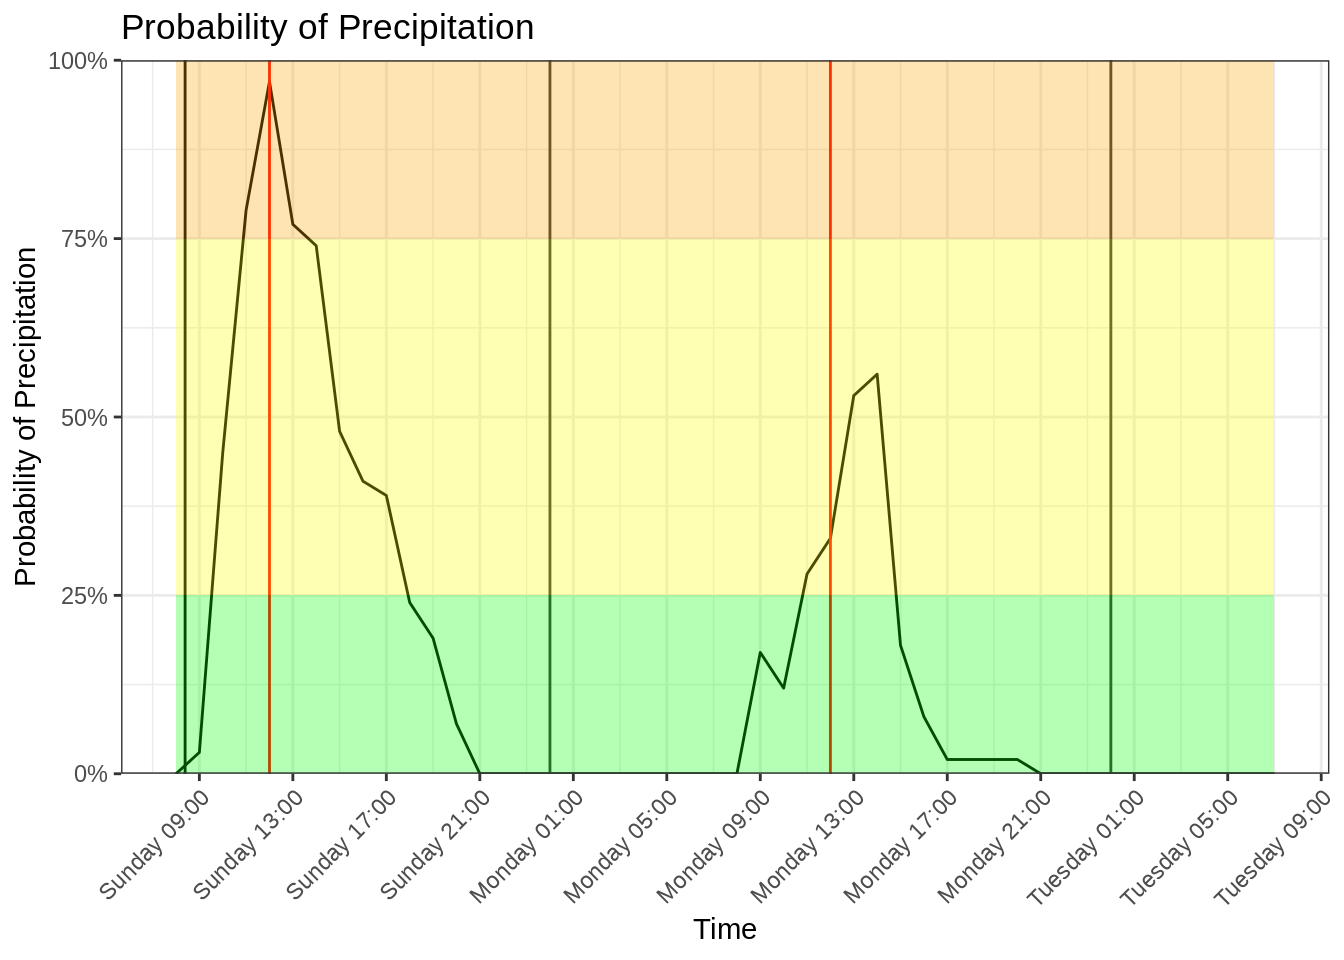 Probability of Precipitation
Probability of Precipitation
100%
75%
50%
25%
0%
Sunday 09:00
Sunday 13:00
Sunday 17:00
Sunday 21:00
Monday 01:00
Monday 05:00
Monday 09:00
Monday 13:00
Monday 17:00
Monday 21:00
Tuesday 01:00
Tuesday 05:00
Tuesday 09:00
Time